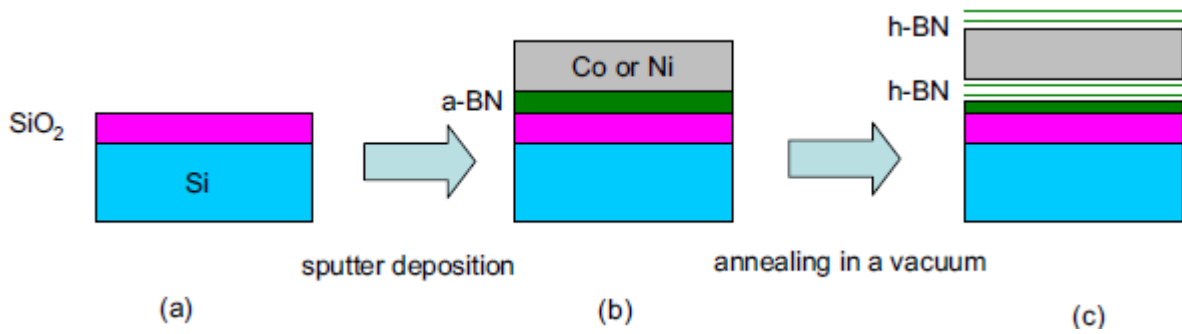 h-BN
Co or Ni
a-BN
h-BN
SiO₂
Si
sputter deposition
annealing in a vacuum
(a)
(b)
(c)